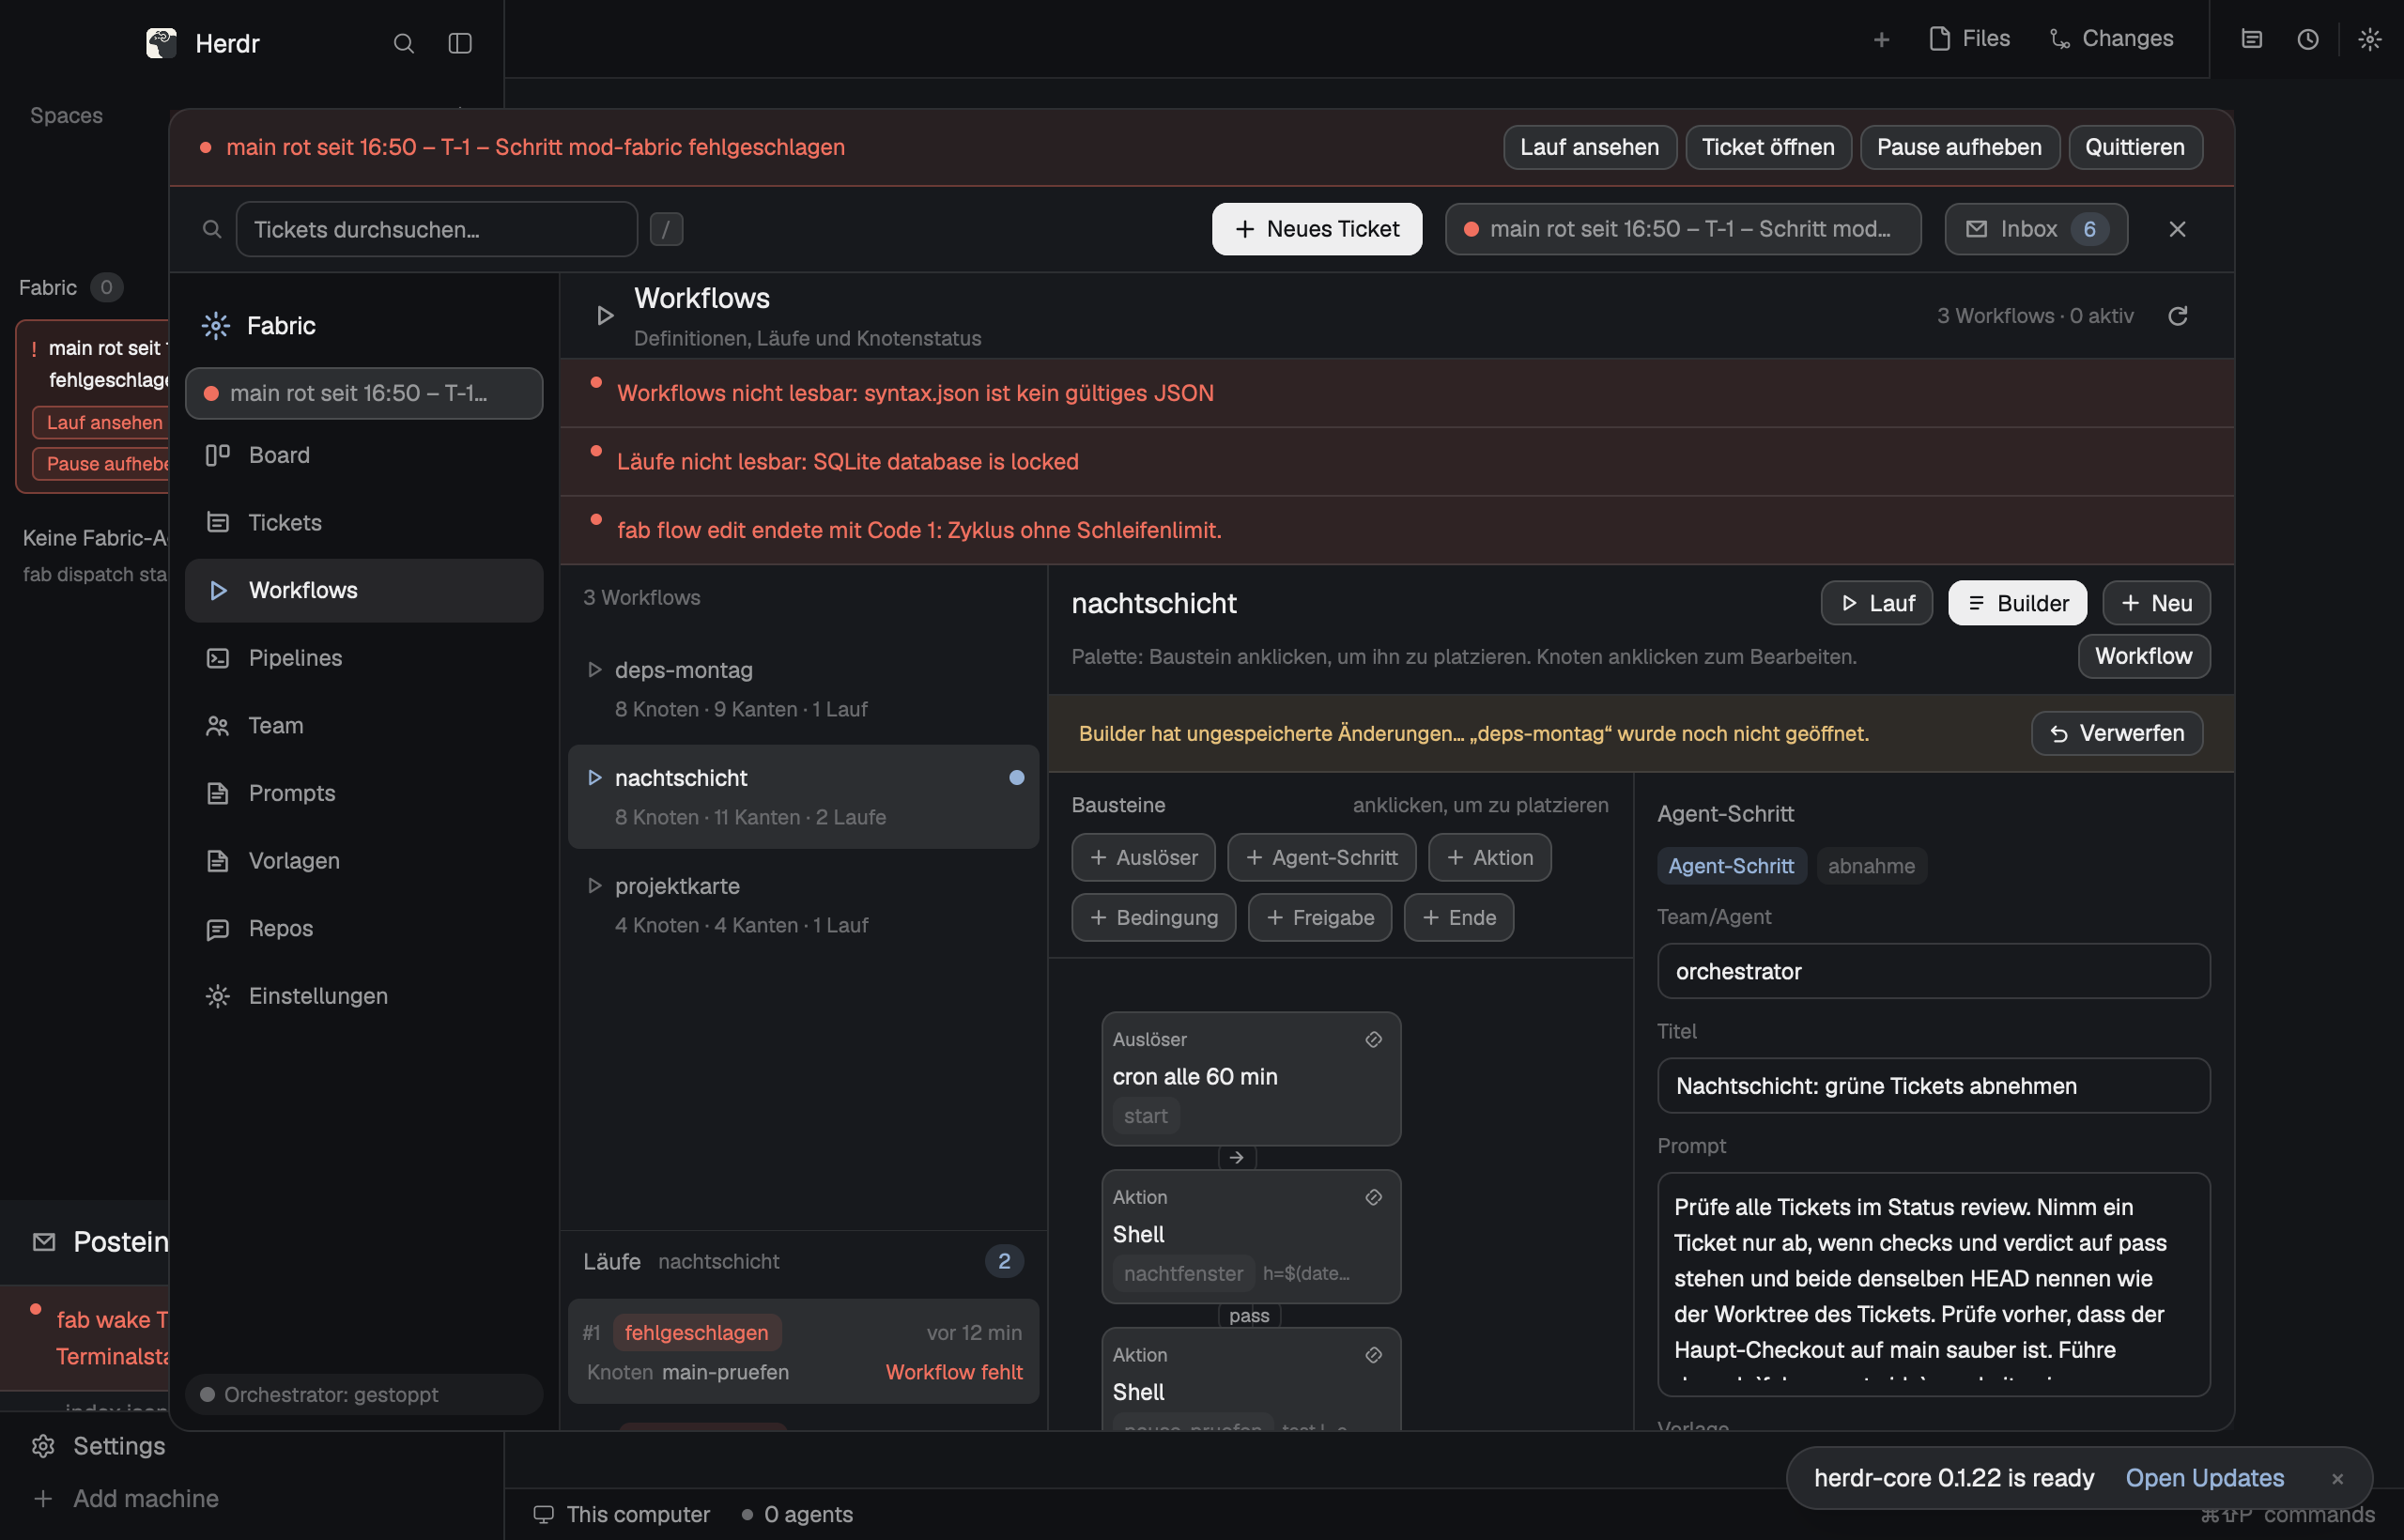 Herdr
Files
Changes
Spaces
main rot seit 16:50 – T-1 – Schritt mod-fabric fehlgeschlagen
Lauf ansehen
Ticket öffnen
Pause aufheben
Quittieren
Tickets durchsuchen...
/
Neues Ticket
main rot seit 16:50 – T-1 – Schritt mod...
Inbox 6
Fabric 0
! main rot seit
fehlgeschlage
Lauf ansehen
Pause aufhebe
Keine Fabric-A
fab dispatch sta
Fabric
main rot seit 16:50 – T-1...
Board
Tickets
Workflows
Pipelines
Team
Prompts
Vorlagen
Repos
Einstellungen
Orchestrator: gestoppt
Workflows
Definitionen, Läufe und Knotenstatus
3 Workflows · 0 aktiv
Workflows nicht lesbar: syntax.json ist kein gültiges JSON
Läufe nicht lesbar: SQLite database is locked
fab flow edit endete mit Code 1: Zyklus ohne Schleifenlimit.
3 Workflows
deps-montag
8 Knoten · 9 Kanten · 1 Lauf
nachtschicht
8 Knoten · 11 Kanten · 2 Laufe
projektkarte
4 Knoten · 4 Kanten · 1 Lauf
Läufe nachtschicht 2
#1 fehlgeschlagen vor 12 min
Knoten main-pruefen Workflow fehlt
nachtschicht
Lauf
Builder
+ Neu
Palette: Baustein anklicken, um ihn zu platzieren. Knoten anklicken zum Bearbeiten.
Workflow
Builder hat ungespeicherte Änderungen... „deps-montag“ wurde noch nicht geöffnet.
Verwerfen
Bausteine
anklicken, um zu platzieren
+ Auslöser
+ Agent-Schritt
+ Aktion
+ Bedingung
+ Freigabe
+ Ende
Auslöser
cron alle 60 min
start
→
Aktion
Shell
nachtfenster h=$(date...
pass
Aktion
Shell
Agent-Schritt
Agent-Schritt abnahme
Team/Agent
orchestrator
Titel
Nachtschicht: grüne Tickets abnehmen
Prompt
Prüfe alle Tickets im Status review. Nimm ein
Ticket nur ab, wenn checks und verdict auf pass
stehen und beide denselben HEAD nennen wie
der Worktree des Tickets. Prüfe vorher, dass der
Haupt-Checkout auf main sauber ist. Führe
Vorlage
Postein
fab wake T
Terminalsta
Settings
+ Add machine
This computer
0 agents
herdr-core 0.1.22 is ready
Open Updates
×
⌘⇧P commands